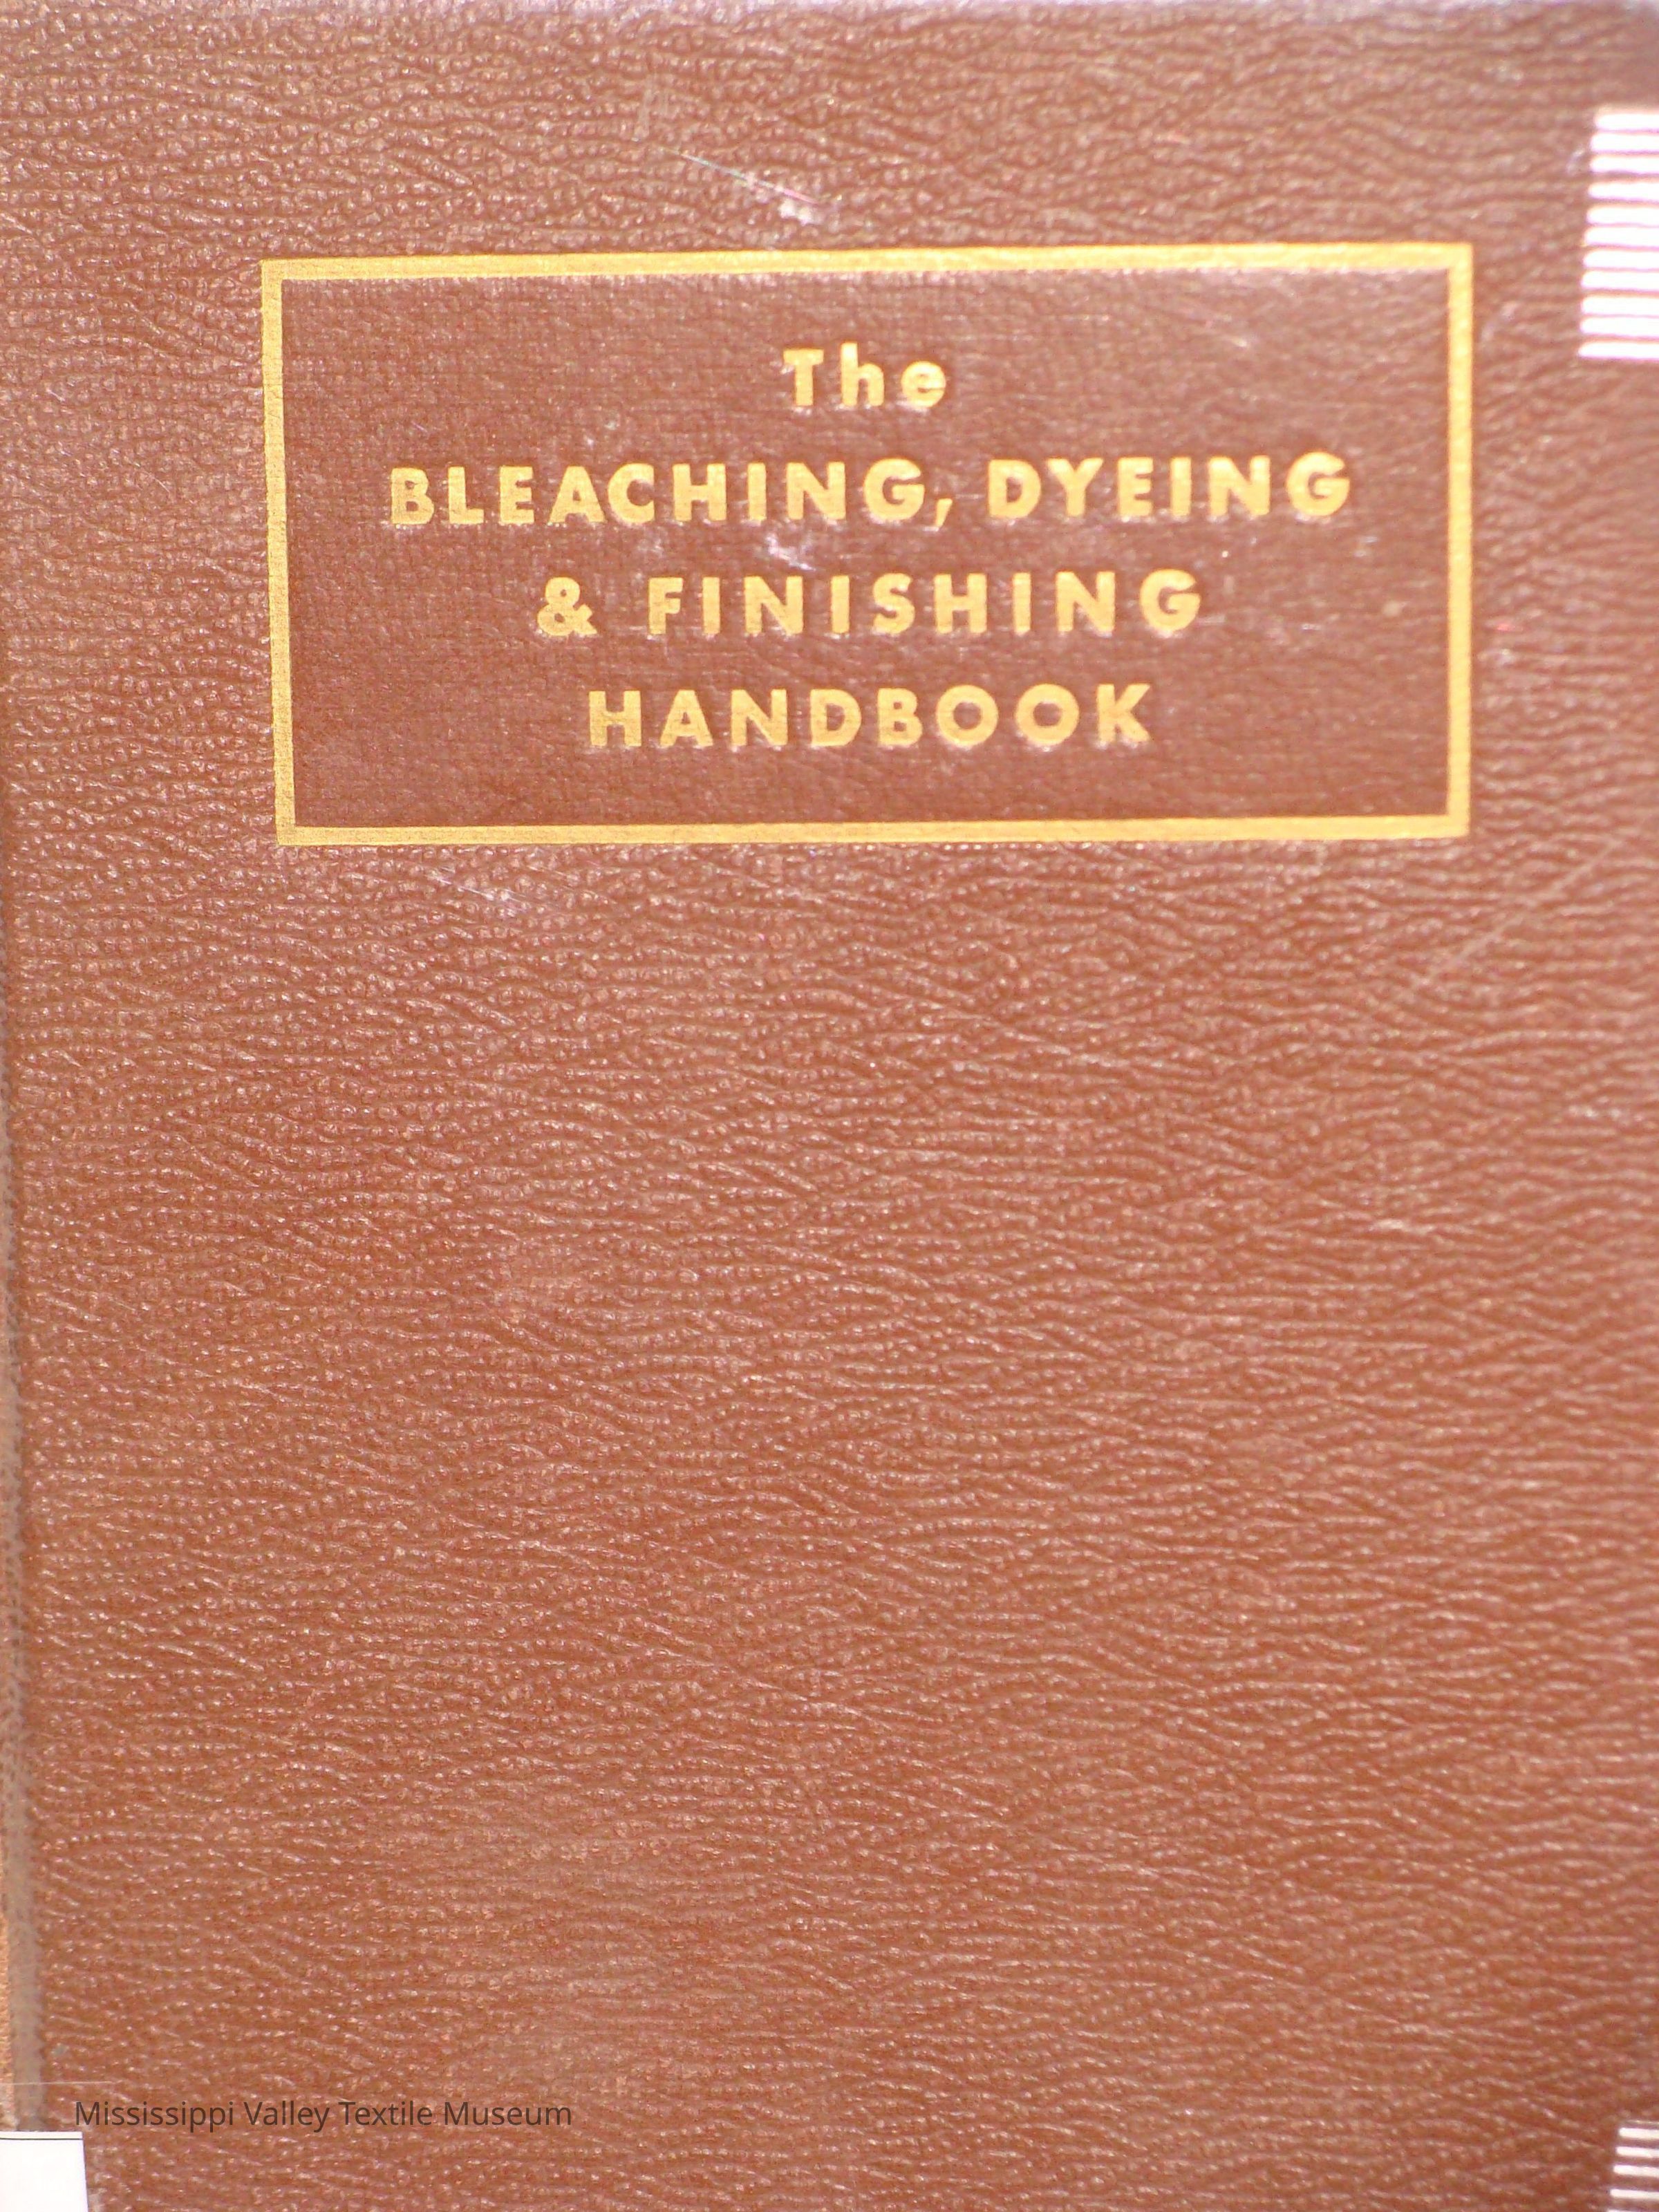 The
BLEACHING, DYEING
& FINISHING
HANDBOOK
Mississippi Valley Textile Museum